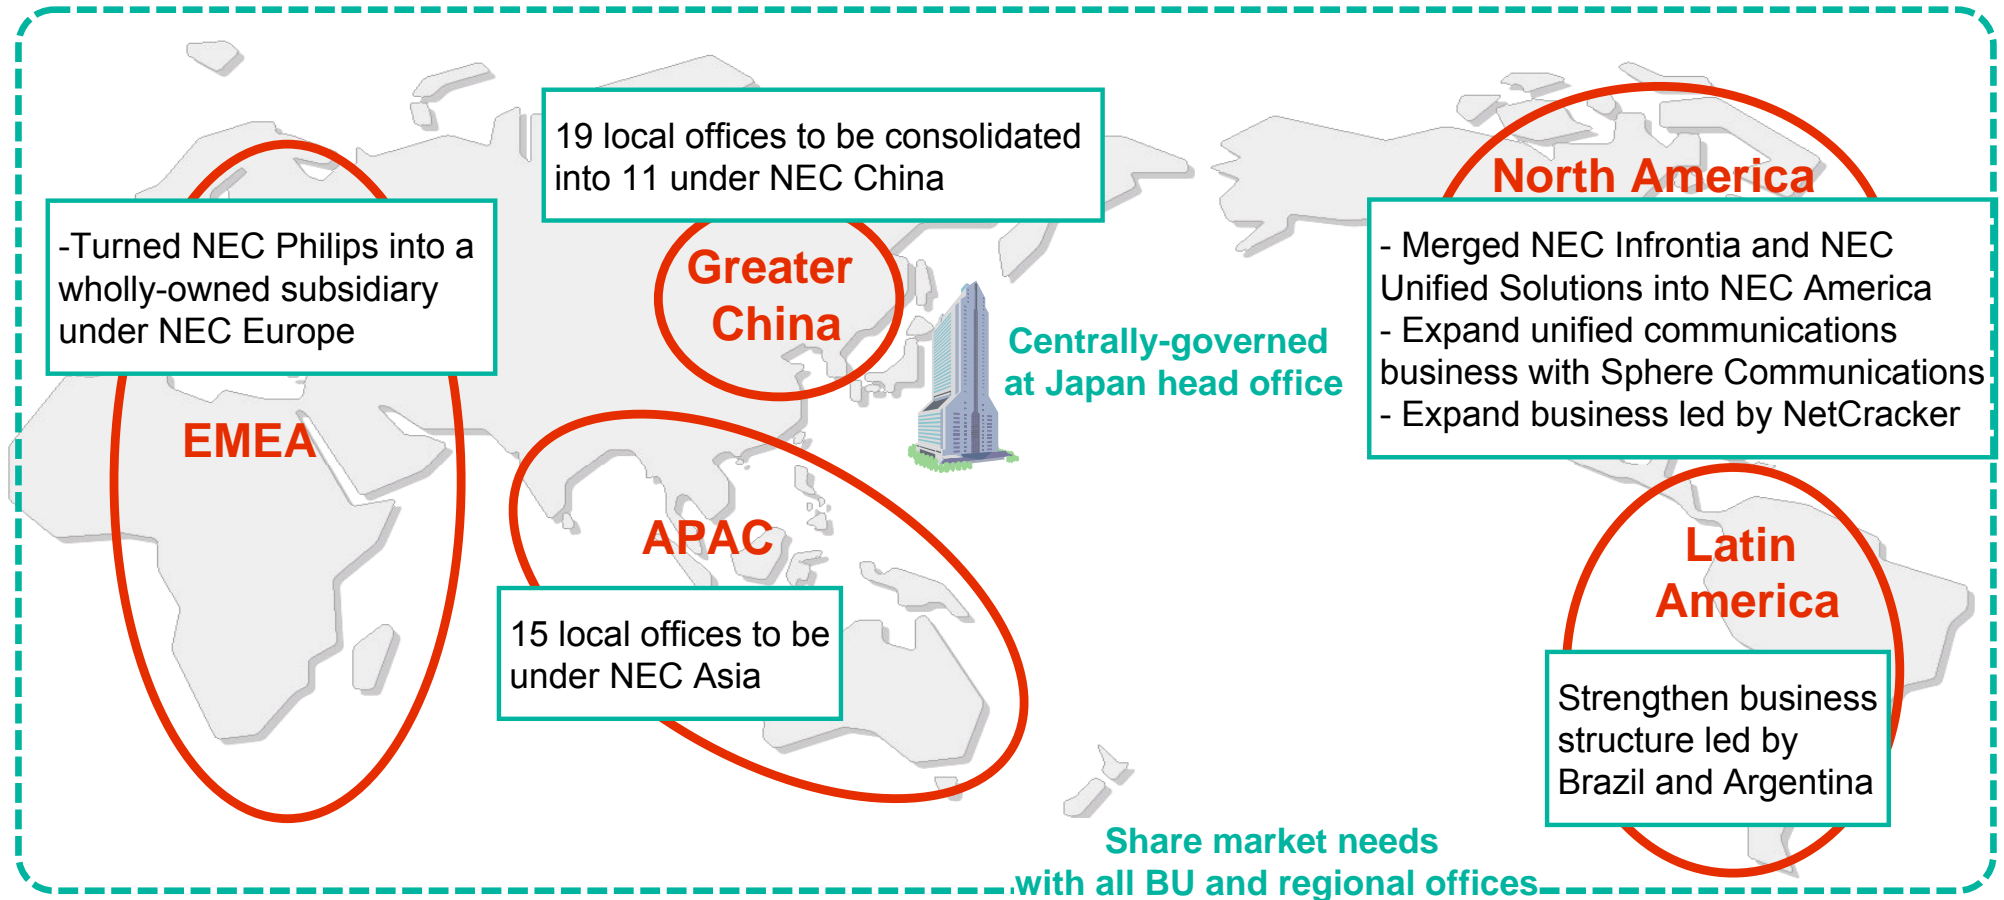 19 local offices to be consolidated
into 11 under NEC China
-Turned NEC Philips into a
wholly-owned subsidiary
under NEC Europe
EMEA
Greater
China
Centrally-governed
at Japan head office
North America
- Merged NEC Infrontia and NEC
Unified Solutions into NEC America
- Expand unified communications
business with Sphere Communications
- Expand business led by NetCracker
APAC
15 local offices to be
under NEC Asia
Latin
America
Strengthen business
structure led by
Brazil and Argentina
Share market needs
with all BU and regional offices